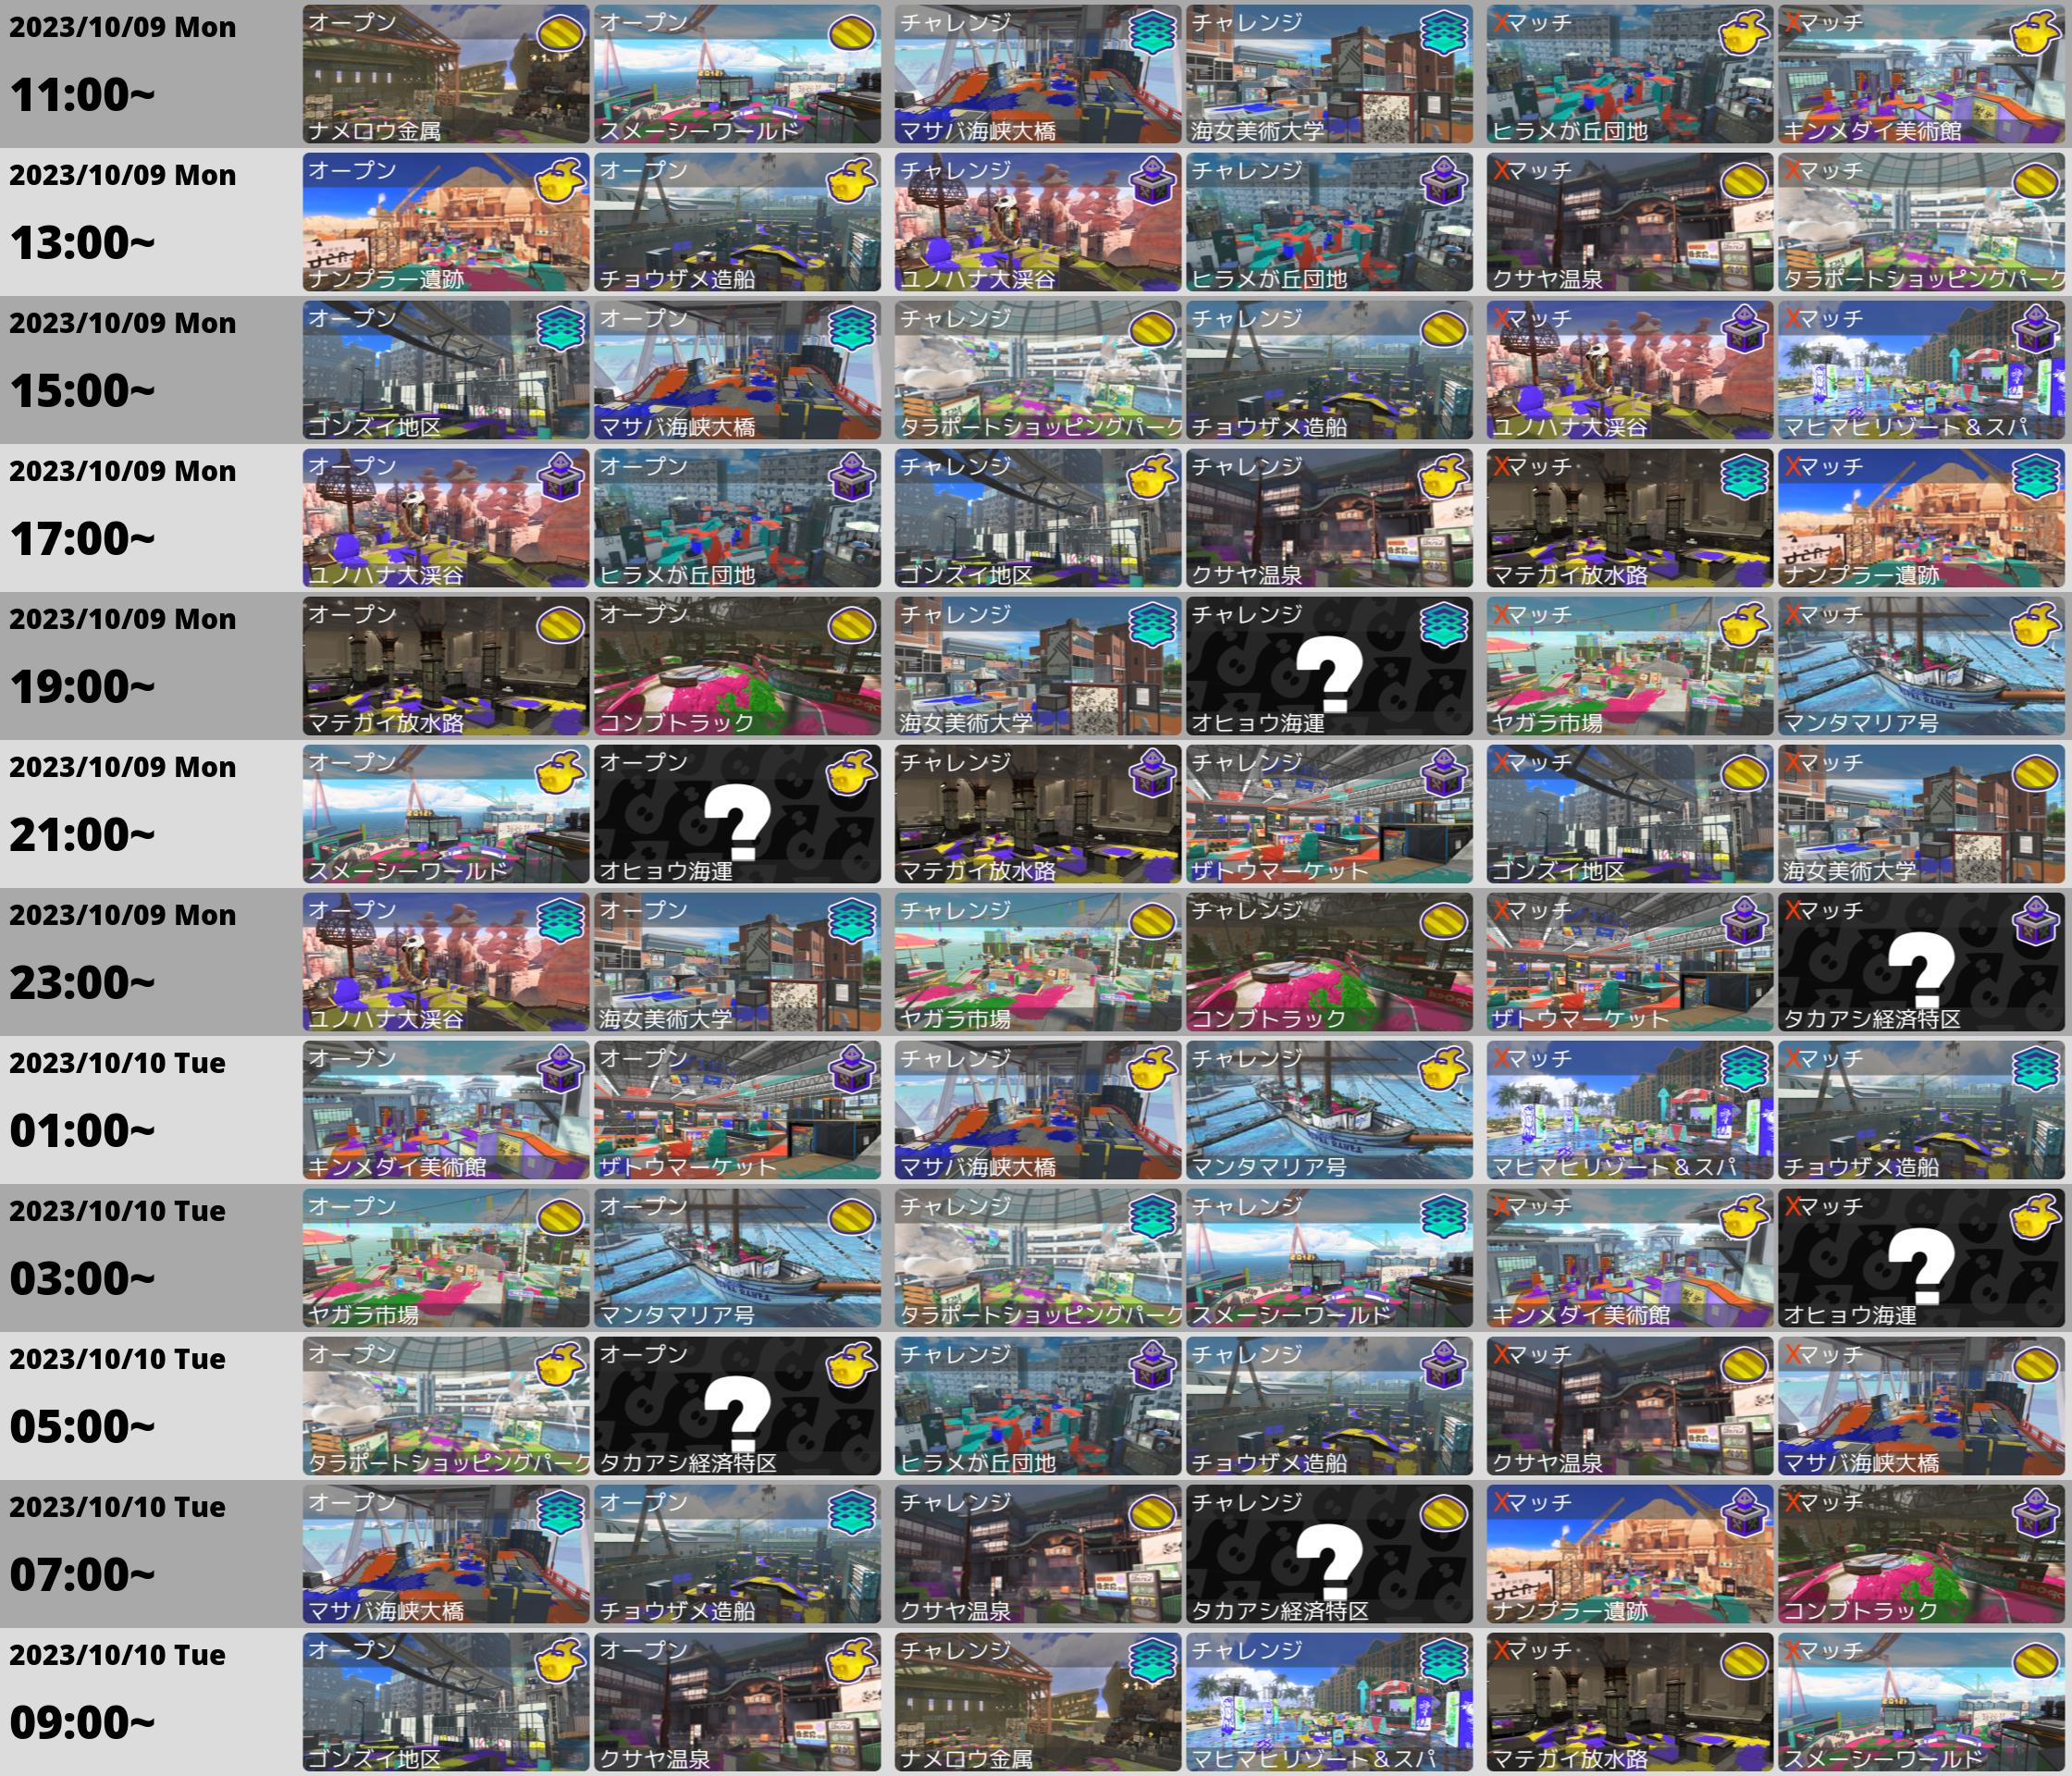 2023/10/09 Mon
11:00~
オープン
ナメロウ金属
オープン
スメーシーワールド
チャレンジ
マサバ海峡大橋
チャレンジ
海女美術大学
Xマッチ
ヒラメが丘団地
Xマッチ
キンメダイ美術館
2023/10/09 Mon
13:00~
オープン
ナンプラー遺跡
オープン
チョウザメ造船
チャレンジ
ユノハナ大渓谷
チャレンジ
ヒラメが丘団地
Xマッチ
クサヤ温泉
Xマッチ
タラポートショッピングパーク
2023/10/09 Mon
15:00~
オープン
ゴンズイ地区
オープン
マサバ海峡大橋
チャレンジ
タラポートショッピングパーク
チャレンジ
チョウザメ造船
Xマッチ
ユノハナ大渓谷
Xマッチ
マヒマヒリゾート＆スパ
2023/10/09 Mon
17:00~
オープン
ユノハナ大渓谷
オープン
ヒラメが丘団地
チャレンジ
ゴンズイ地区
チャレンジ
クサヤ温泉
Xマッチ
マテガイ放水路
Xマッチ
ナンプラー遺跡
2023/10/09 Mon
19:00~
オープン
マテガイ放水路
オープン
コンブトラック
チャレンジ
海女美術大学
チャレンジ
?
オヒョウ海運
Xマッチ
ヤガラ市場
Xマッチ
マンタマリア号
2023/10/09 Mon
21:00~
オープン
スメーシーワールド
オープン
?
オヒョウ海運
チャレンジ
マテガイ放水路
チャレンジ
ザトウマーケット
Xマッチ
ゴンズイ地区
Xマッチ
海女美術大学
2023/10/09 Mon
23:00~
オープン
ユノハナ大渓谷
オープン
海女美術大学
チャレンジ
ヤガラ市場
チャレンジ
コンブトラック
Xマッチ
ザトウマーケット
Xマッチ
?
タカアシ経済特区
2023/10/10 Tue
01:00~
オープン
キンメダイ美術館
オープン
ザトウマーケット
チャレンジ
マサバ海峡大橋
チャレンジ
マンタマリア号
Xマッチ
マヒマヒリゾート＆スパ
Xマッチ
チョウザメ造船
2023/10/10 Tue
03:00~
オープン
ヤガラ市場
オープン
マンタマリア号
チャレンジ
タラポートショッピングパーク
チャレンジ
スメーシーワールド
Xマッチ
キンメダイ美術館
Xマッチ
?
オヒョウ海運
2023/10/10 Tue
05:00~
オープン
タラポートショッピングパーク
オープン
?
タカアシ経済特区
チャレンジ
ヒラメが丘団地
チャレンジ
チョウザメ造船
Xマッチ
クサヤ温泉
Xマッチ
マサバ海峡大橋
2023/10/10 Tue
07:00~
オープン
マサバ海峡大橋
オープン
チョウザメ造船
チャレンジ
クサヤ温泉
チャレンジ
?
タカアシ経済特区
Xマッチ
ナンプラー遺跡
Xマッチ
コンブトラック
2023/10/10 Tue
09:00~
オープン
ゴンズイ地区
オープン
クサヤ温泉
チャレンジ
ナメロウ金属
チャレンジ
マヒマヒリゾート＆スパ
Xマッチ
マテガイ放水路
Xマッチ
スメーシーワールド